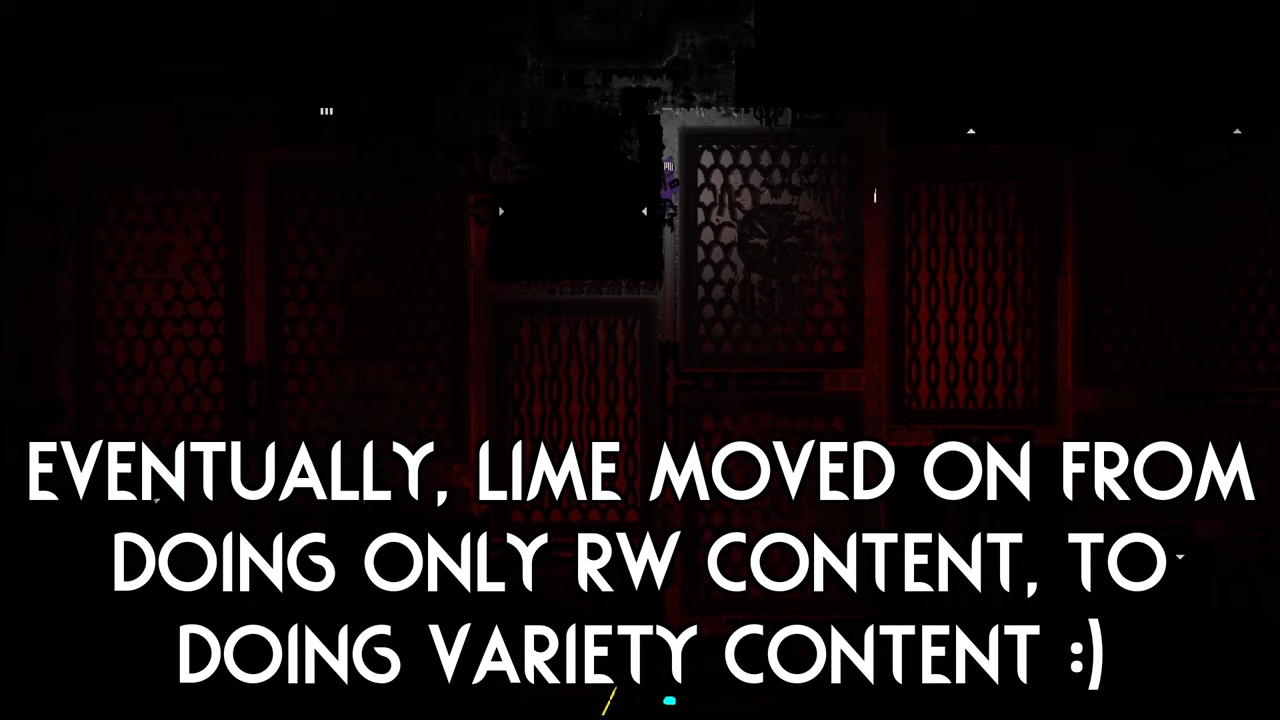 EVENTUALLY, LIME MOVED ON FROM
DOING ONLY RW CONTENT, TO
DOING VARIETY CONTENT :)